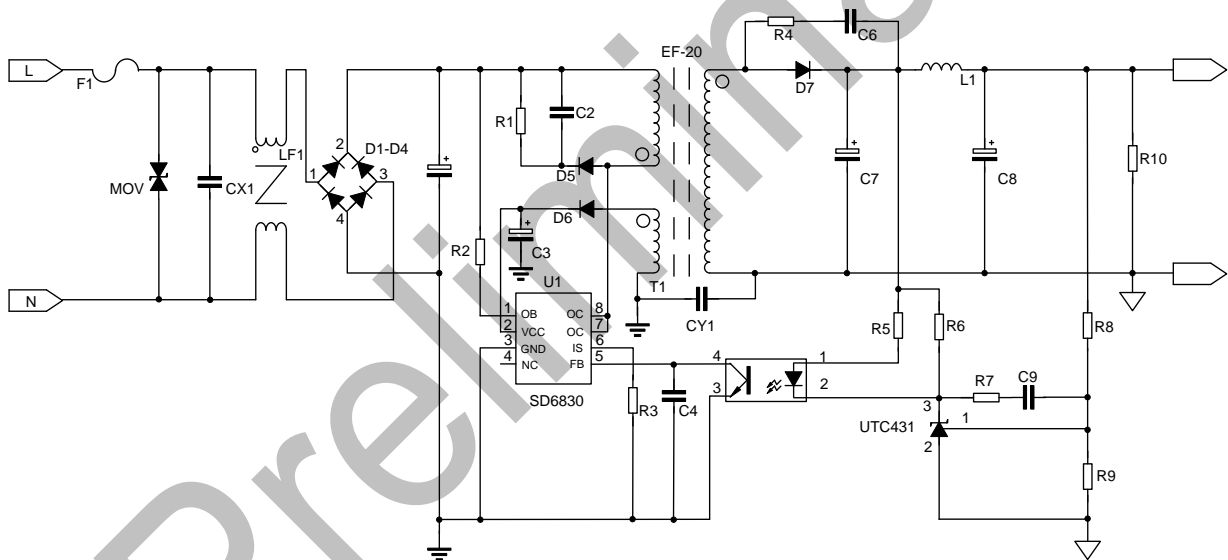 R4
C6
EF-20
L
F1
D7
L1
R1
C2
2
LF1
D1-D4
MOV
CX1
1
3
D5
C7
C8
R10
4
D6
R2
C3
U1
T1
CY1
1
OB
OC
8
2
VCC
OC
7
3
GND
IS
6
4
NC
FB
5
SD6830
N
R5
R6
R8
4
1
3
2
R3
C4
R7
C9
3
1
UTC431
2
R9
Prelimina